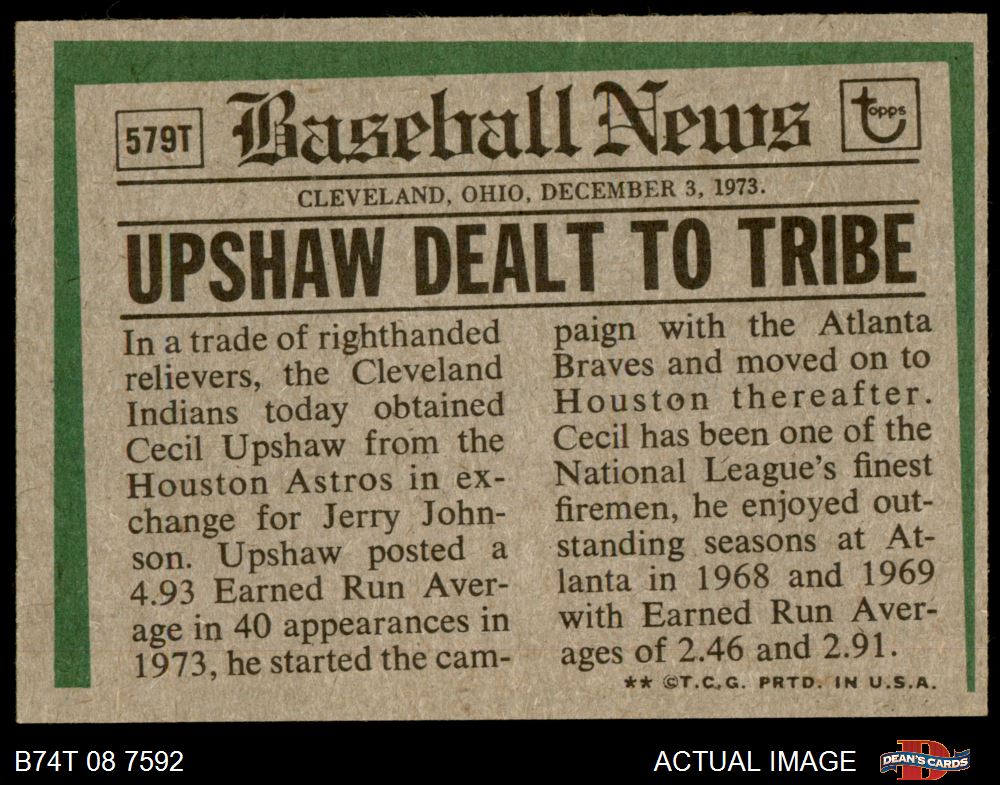 579T
Baseball News
topps
CLEVELAND, OHIO, DECEMBER 3, 1973.
UPSHAW DEALT TO TRIBE
In a trade of righthanded
relievers, the Cleveland
Indians today obtained
Cecil Upshaw from the
Houston Astros in ex-
change for Jerry John-
son. Upshaw posted a
4.93 Earned Run Aver-
age in 40 appearances in
1973, he started the cam-
paign with the Atlanta
Braves and moved on to
Houston thereafter.
Cecil has been one of the
National League's finest
firemen, he enjoyed out-
standing seasons at At-
lanta in 1968 and 1969
with Earned Run Aver-
ages of 2.46 and 2.91.
** ©T.C.G. PRTD. IN U.S.A.
B74T 08 7592
ACTUAL IMAGE
D
DEAN'S CARDS